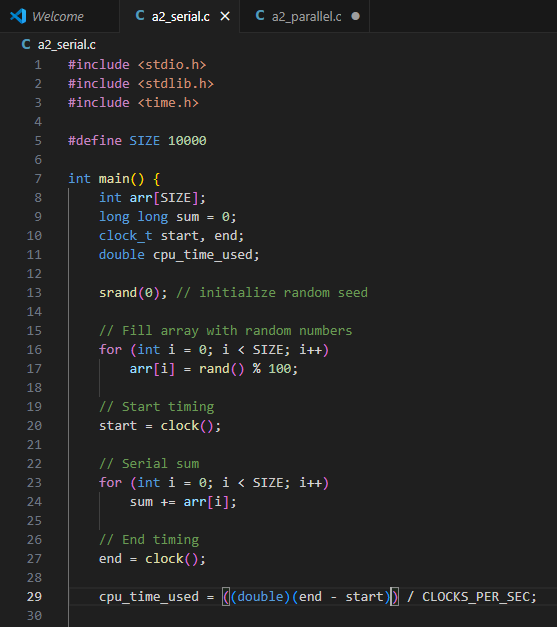 Welcome
C a2_serial.c ×
C a2_parallel.c ●
C a2_serial.c
1 #include <stdio.h>
2 #include <stdlib.h>
3 #include <time.h>
4
5 #define SIZE 10000
6
7 int main() {
8     int arr[SIZE];
9     long long sum = 0;
10     clock_t start, end;
11     double cpu_time_used;
12
13     srand(0); // initialize random seed
14
15     // Fill array with random numbers
16     for (int i = 0; i < SIZE; i++)
17         arr[i] = rand() % 100;
18
19     // Start timing
20     start = clock();
21
22     // Serial sum
23     for (int i = 0; i < SIZE; i++)
24         sum += arr[i];
25
26     // End timing
27     end = clock();
28
29     cpu_time_used = ((double)(end - start)) / CLOCKS_PER_SEC;
30